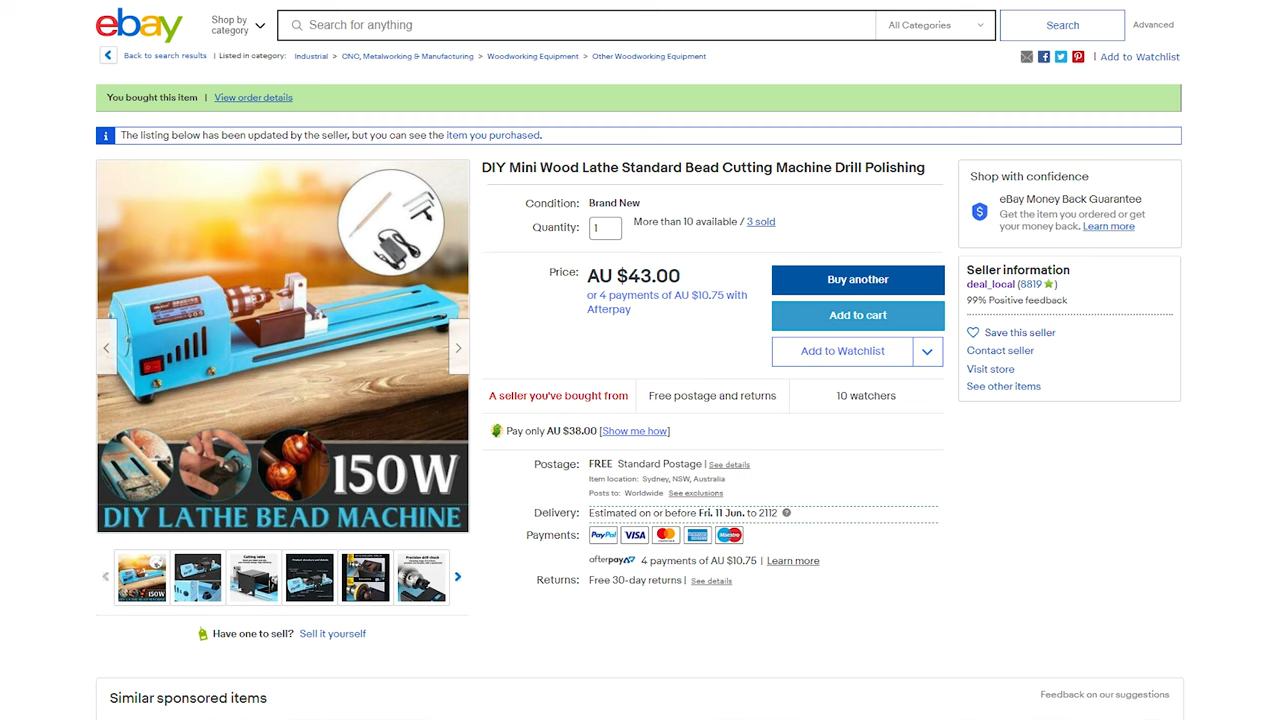 ebay
Shop by category
Search for anything
All Categories
Search
Advanced
Back to search results | Listed in category: Industrial > CNC, Metalworking & Manufacturing > Woodworking Equipment > Other Woodworking Equipment
| Add to Watchlist
You bought this item | View order details
The listing below has been updated by the seller, but you can see the item you purchased.
150W
DIY LATHE BEAD MACHINE
Cutting table
Precision drill chuck
150W
Have one to sell? Sell it yourself
DIY Mini Wood Lathe Standard Bead Cutting Machine Drill Polishing
Condition: Brand New
Quantity: 1 More than 10 available / 3 sold
Price: AU $43.00
or 4 payments of AU $10.75 with
Afterpay
Buy another
Add to cart
Add to Watchlist
A seller you've bought from
Free postage and returns
10 watchers
Pay only AU $38.00 [Show me how]
Postage: FREE Standard Postage | See details
Item location: Sydney, NSW, Australia
Posts to: Worldwide See exclusions
Delivery: Estimated on or before Fri. 11 Jun. to 2112
Payments: PayPal VISA mastercard AMERICAN EXPRESS Maestro
afterpay 4 payments of AU $10.75 | Learn more
Returns: Free 30-day returns | See details
Shop with confidence
eBay Money Back Guarantee
Get the item you ordered or get
your money back. Learn more
Seller information
deal_local (8819)
99% Positive feedback
Save this seller
Contact seller
Visit store
See other items
Similar sponsored items
Feedback on our suggestions